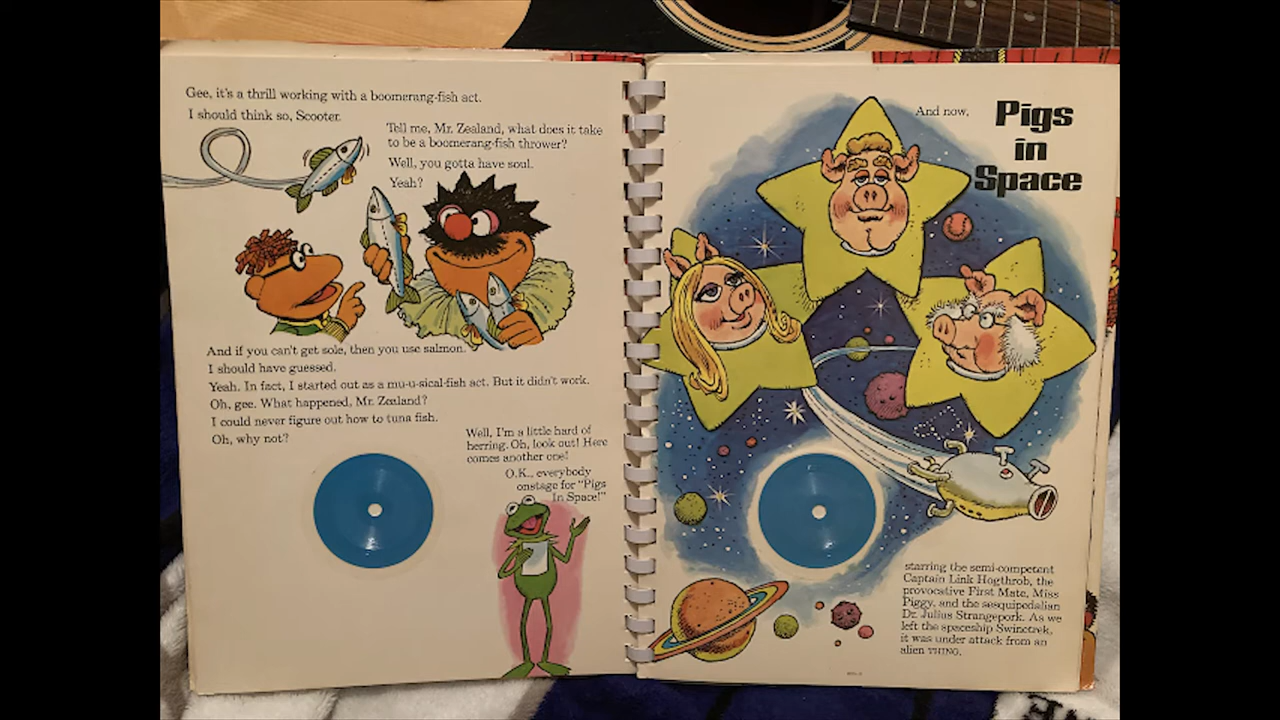 Gee, it's a thrill working with a boomerang-fish act.
I should think so, Scooter.
Tell me, Mr. Zealand, what does it take
to be a boomerang-fish thrower?
Well, you gotta have soul.
Yeah?
And if you can't get sole, then you use salmon.
I should have guessed.
Yeah. In fact, I started out as a mu-u-sical-fish act. But it didn't work.
Oh, gee. What happened, Mr. Zealand?
I could never figure out how to tuna fish.
Oh, why not?
Well, I'm a little hard of
herring. Oh, look out! Here
comes another one!
O.K., everybody
onstage for "Pigs
In Space!"
And now,
Pigs
in
Space
starring the semi-competent
Captain Link Hogthrob, the
provocative First Mate, Miss
Piggy, and the sesquipedalian
Dr. Julius Strangepork. As we
left the spaceship Swinetrek,
it was under attack from an
alien THING.